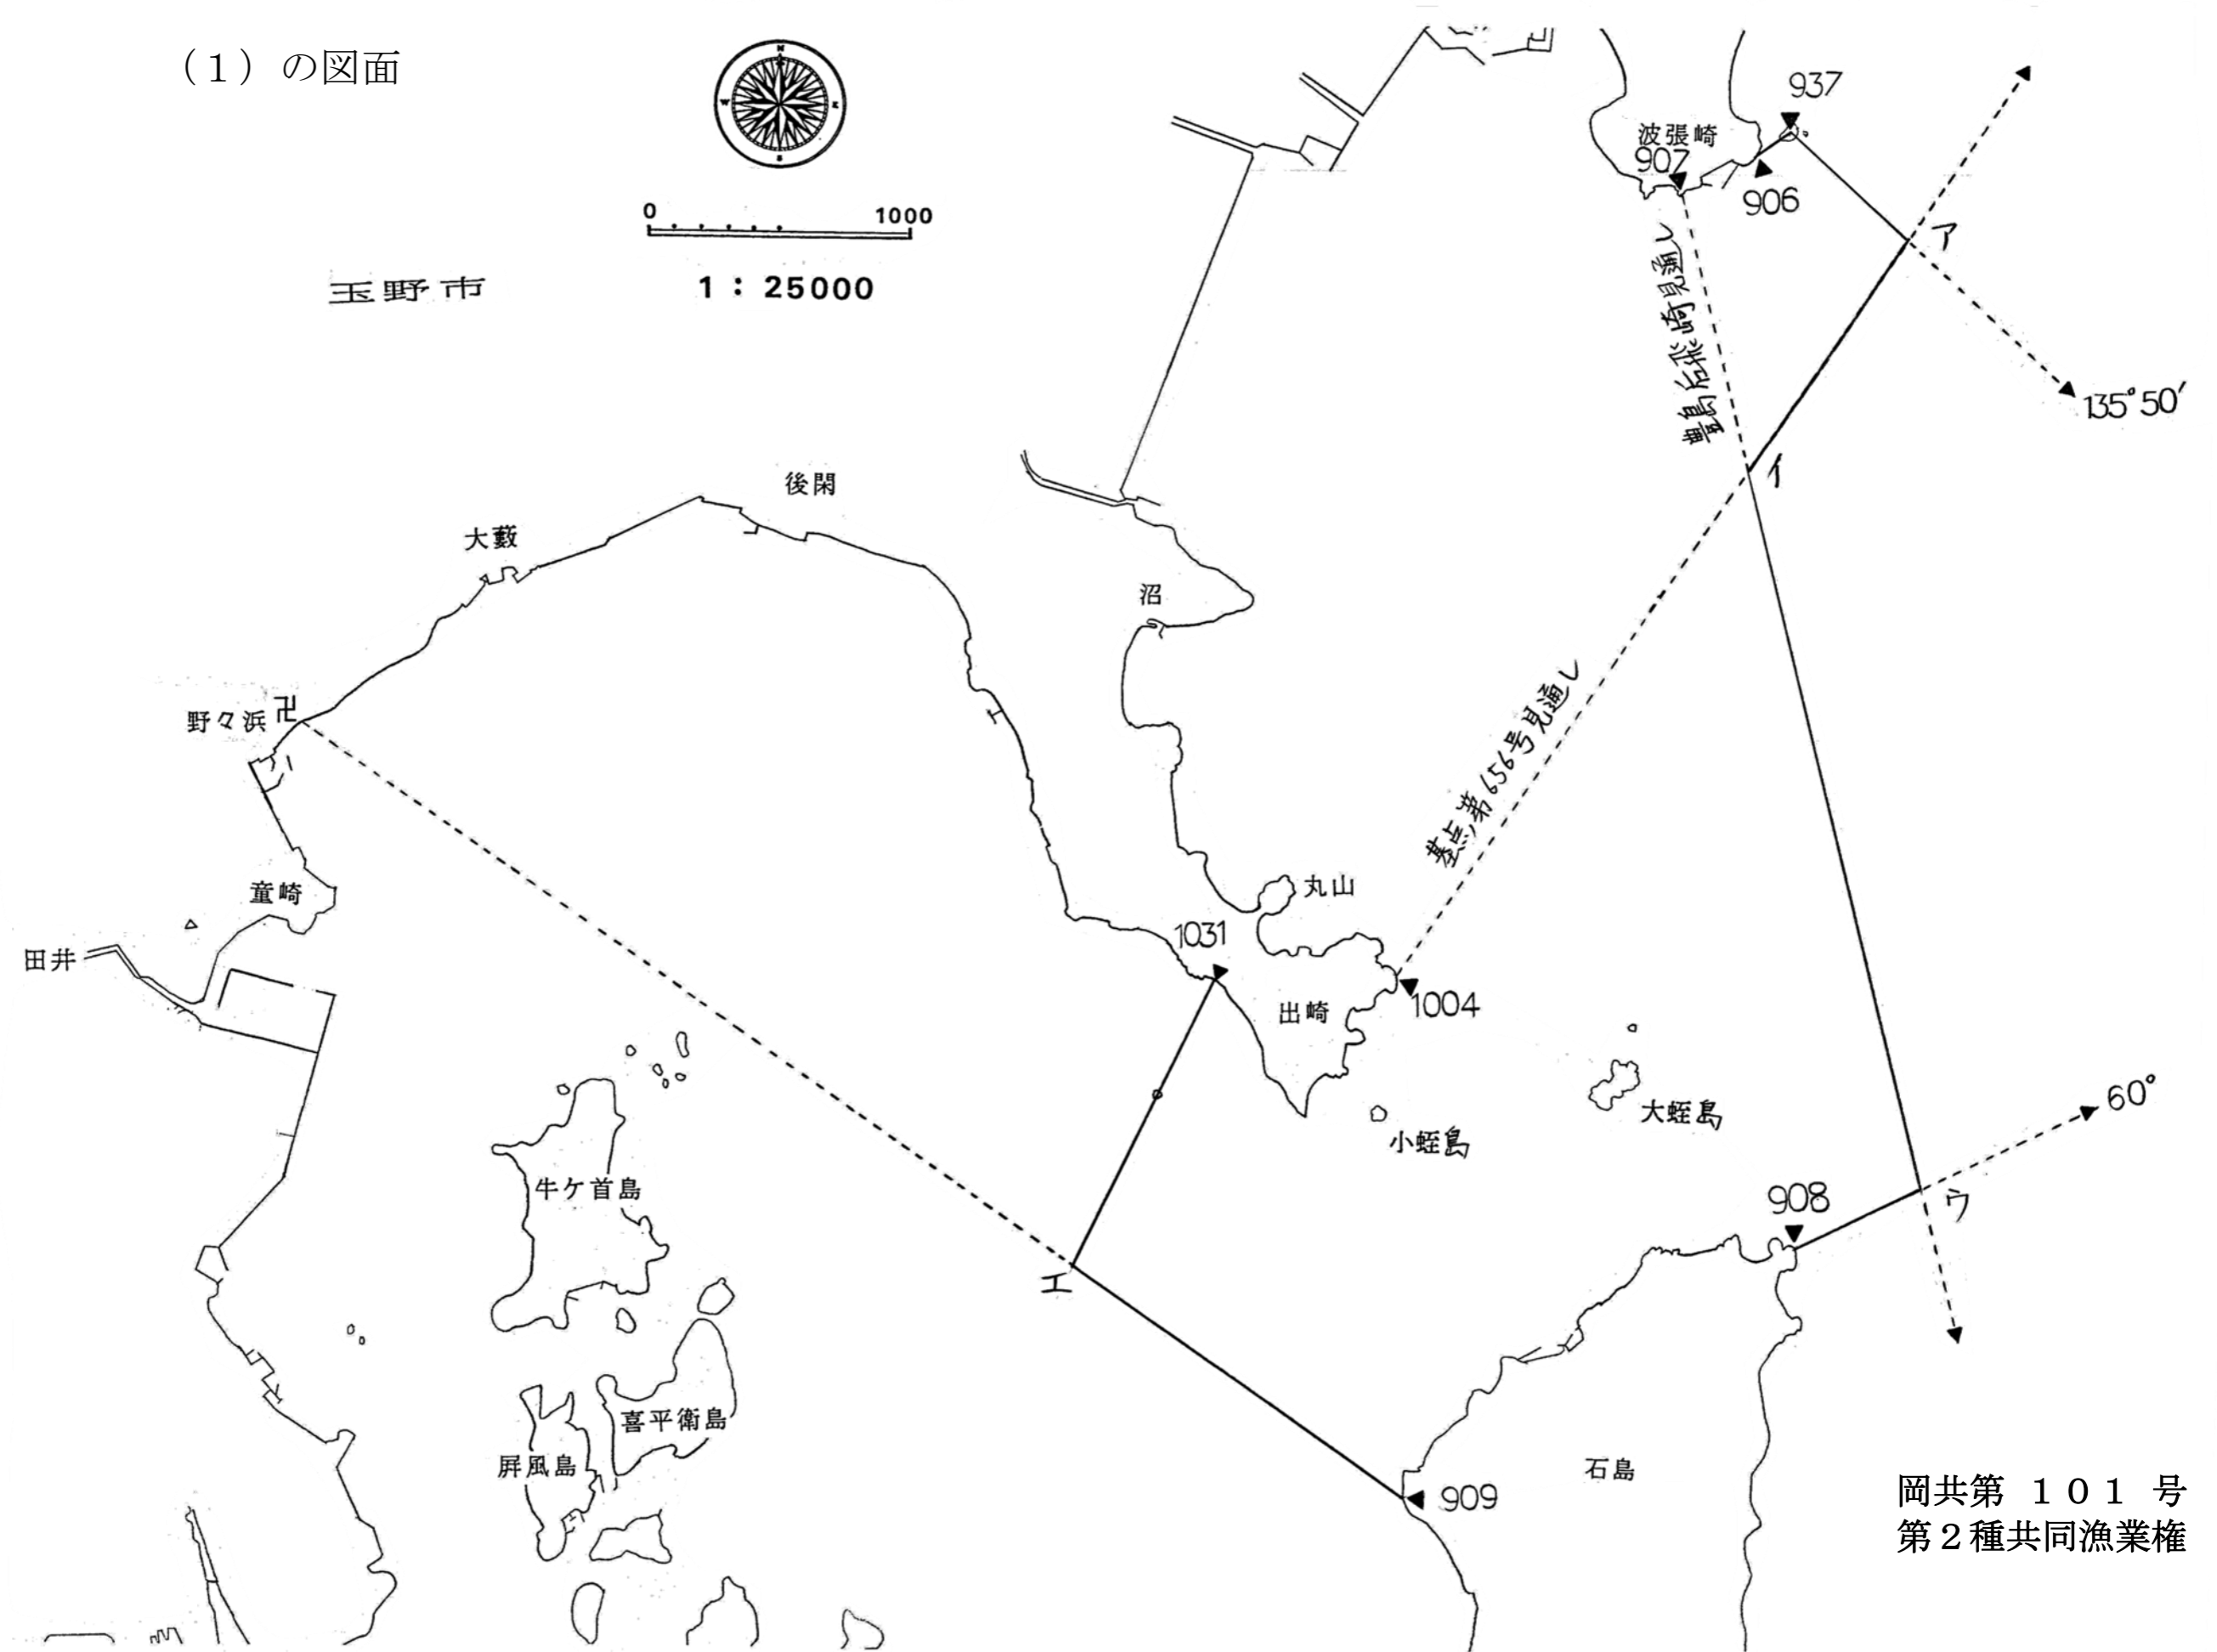 (1)の図面
N
W
E
S
0 1000
1:25000
玉野市
937
波張崎
907
906
ア
豊島后飛崎見通し
135°50′
イ
後閑
大藪
沼
野々浜
卍
基点第656号見通し
童崎
丸山
1031
田井
出崎
1004
大蛭島
小蛭島
60°
牛ケ首島
908
ウ
エ
喜平衛島
屏風島
石島
909
岡共第 101 号
第2種共同漁業権